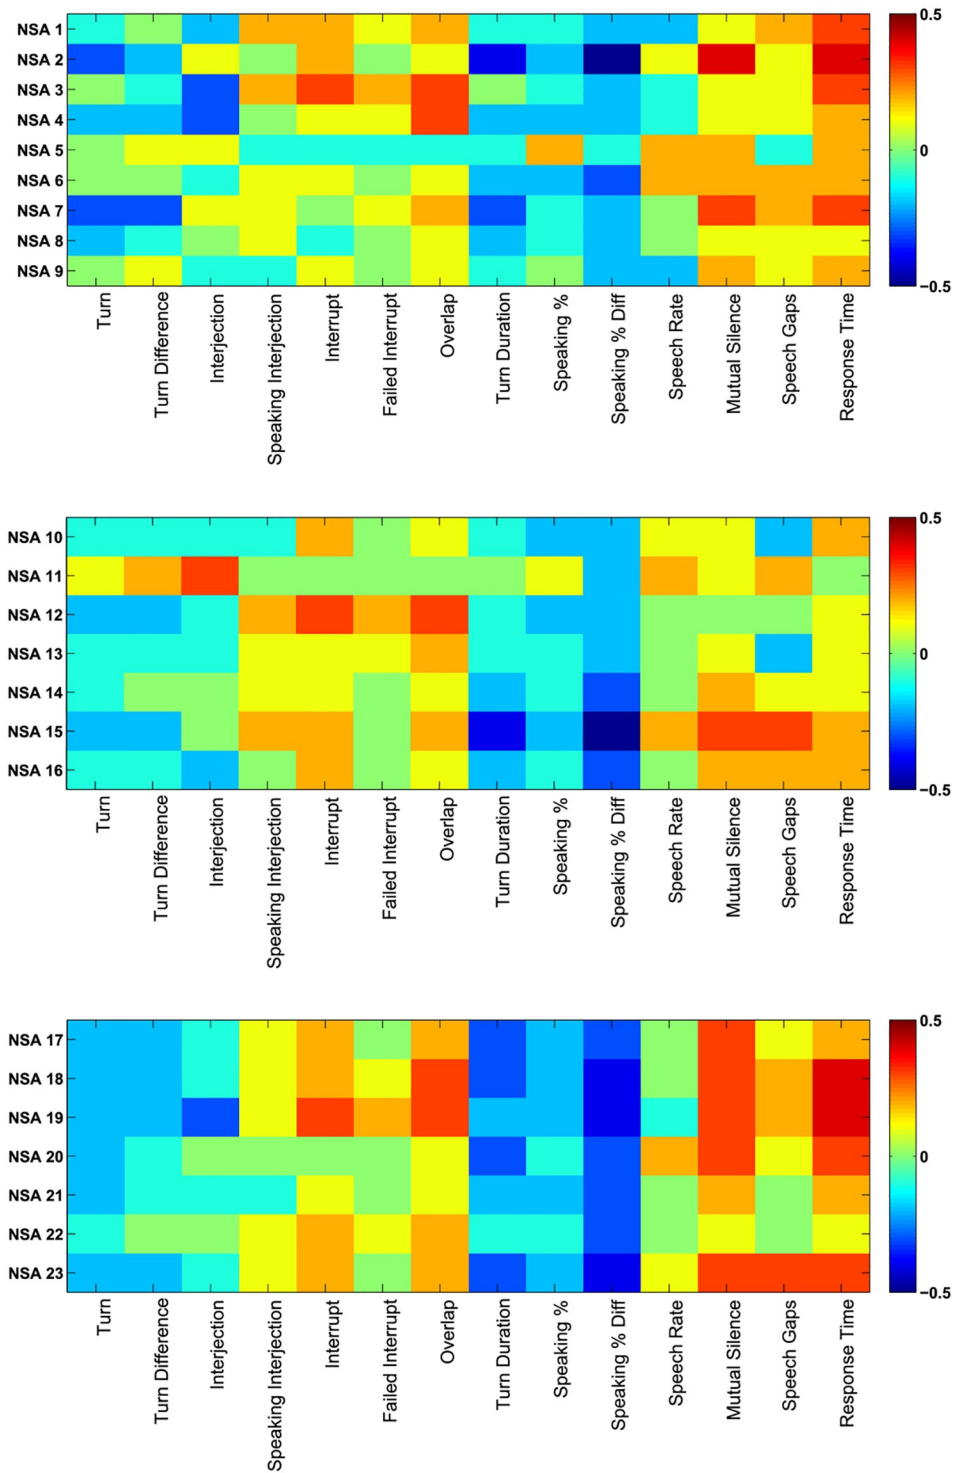 NSA 1
NSA 2
NSA 3
NSA 4
NSA 5
NSA 6
NSA 7
NSA 8
NSA 9
0.5
0
−0.5
Turn
Turn Difference
Interjection
Speaking Interjection
Interrupt
Failed Interrupt
Overlap
Turn Duration
Speaking %
Speaking % Diff
Speech Rate
Mutual Silence
Speech Gaps
Response Time
NSA 10
NSA 11
NSA 12
NSA 13
NSA 14
NSA 15
NSA 16
0.5
0
−0.5
Turn
Turn Difference
Interjection
Speaking Interjection
Interrupt
Failed Interrupt
Overlap
Turn Duration
Speaking %
Speaking % Diff
Speech Rate
Mutual Silence
Speech Gaps
Response Time
NSA 17
NSA 18
NSA 19
NSA 20
NSA 21
NSA 22
NSA 23
0.5
0
−0.5
Turn
Turn Difference
Interjection
Speaking Interjection
Interrupt
Failed Interrupt
Overlap
Turn Duration
Speaking %
Speaking % Diff
Speech Rate
Mutual Silence
Speech Gaps
Response Time